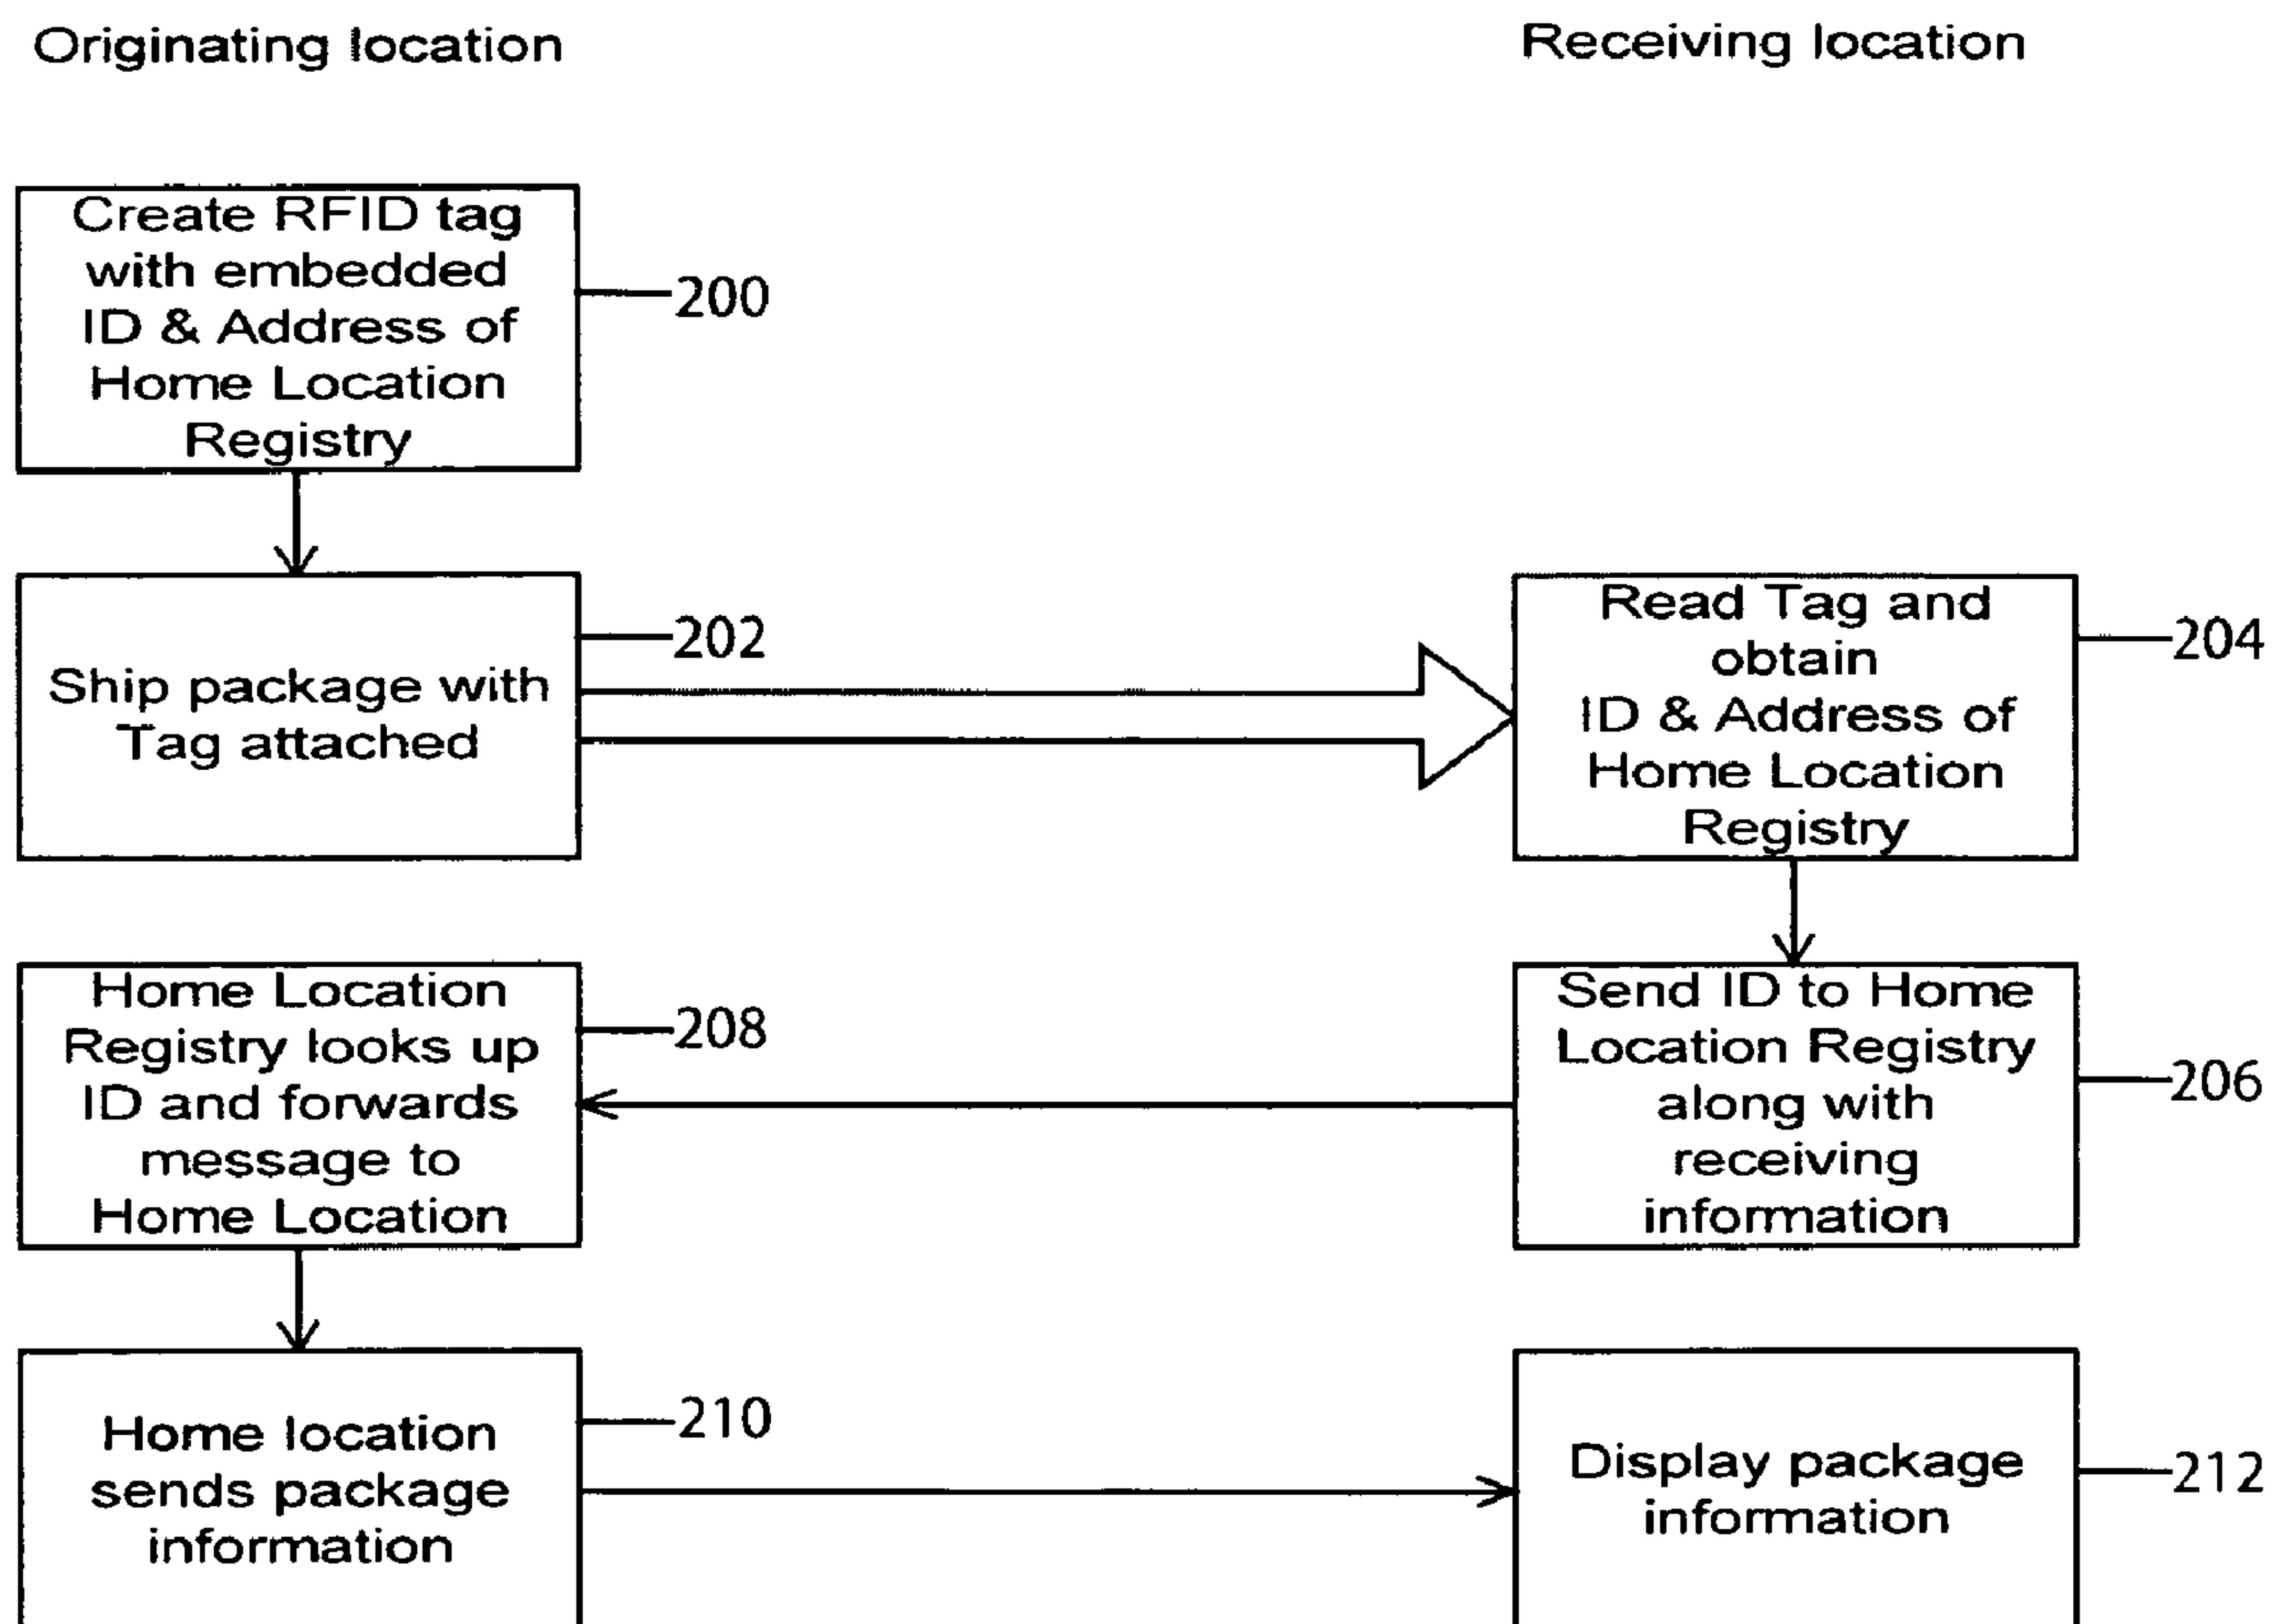 Originating location
Receiving location
Create RFID tag
with embedded
ID & Address of
Home Location
Registry
200
Ship package with
Tag attached
202
Read Tag and
obtain
ID & Address of
Home Location
Registry
204
Send ID to Home
Location Registry
along with
receiving
information
206
Home Location
Registry looks up
ID and forwards
message to
Home Location
208
Home location
sends package
information
210
Display package
information
212